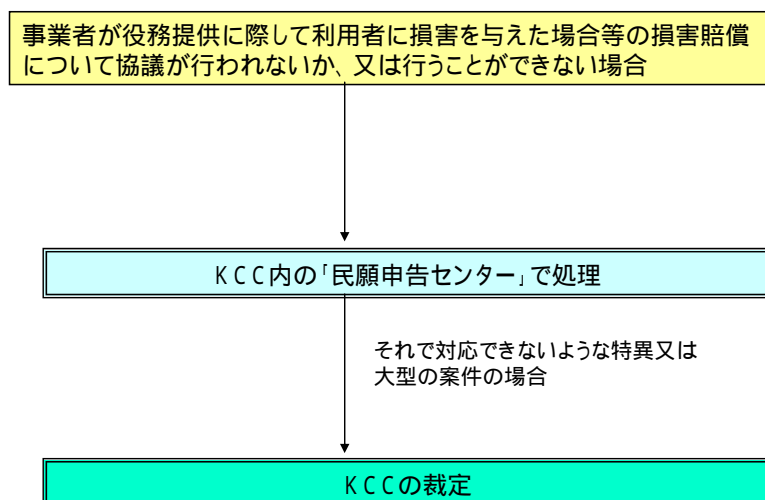 事業者が役務提供に際して利用者に損害を与えた場合等の損害賠償
について協議が行われないか、又は行うことができない場合
KCC内の「民願申告センター」で処理
それで対応できないような特異又は
大型の案件の場合
KCCの裁定